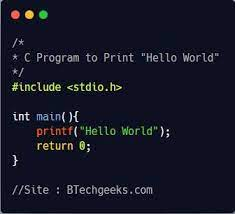 /*
* C Program to Print "Hello World"
*/
#include <stdio.h>
int main(){
printf("Hello World");
return 0;
}
//Site : BTechgeeks.com